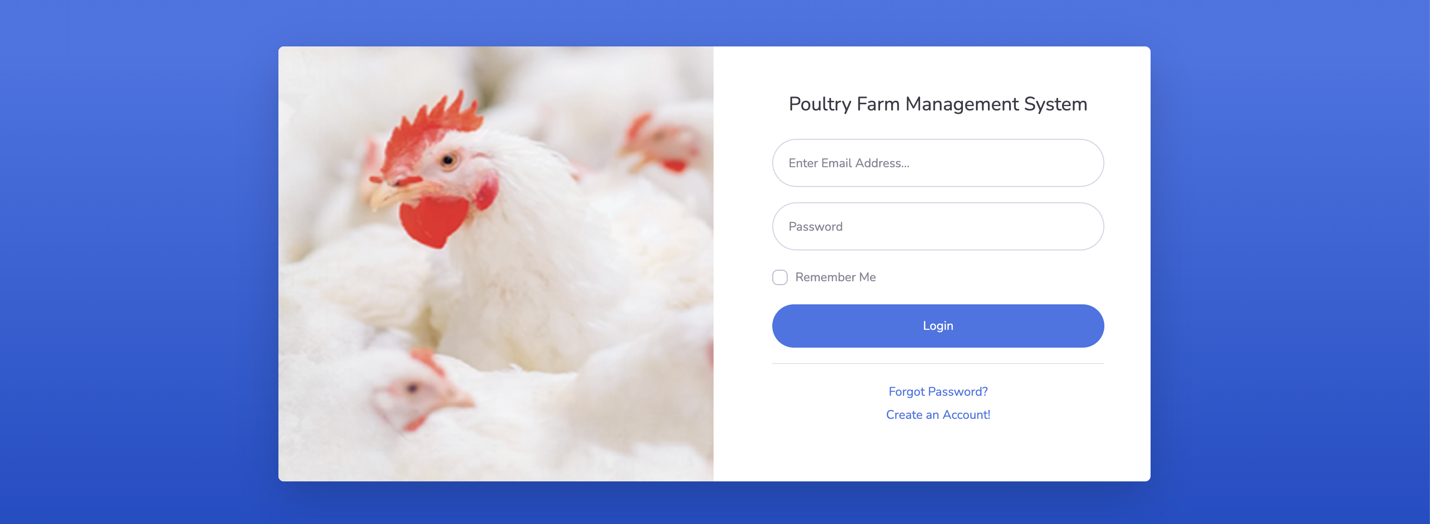 Poultry Farm Management System
Enter Email Address...
Password
Remember Me
Login
Forgot Password?
Create an Account!